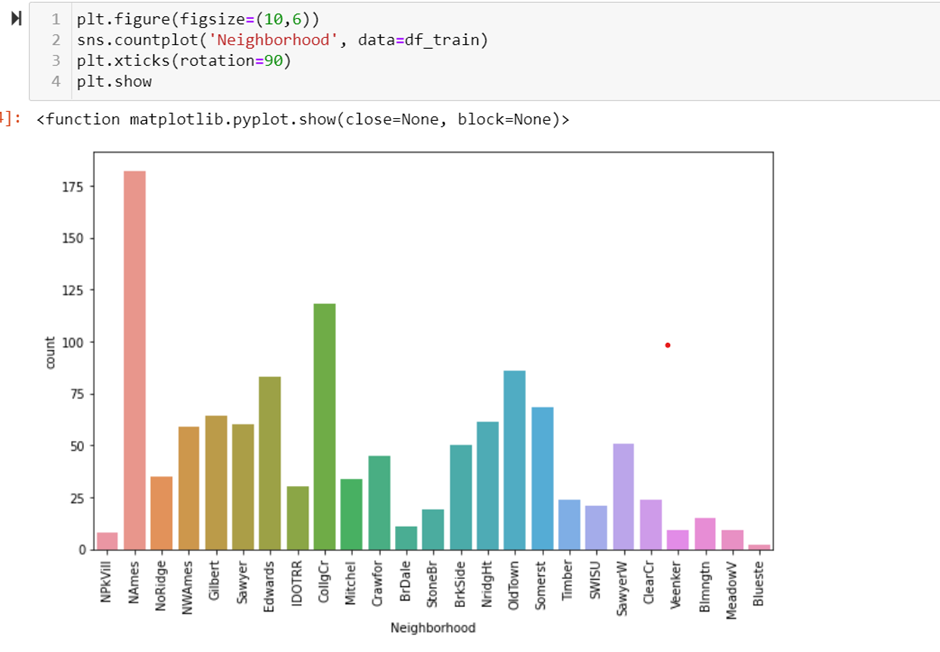 1 plt.figure(figsize=(10,6))
2 sns.countplot('Neighborhood', data=df_train)
3 plt.xticks(rotation=90)
4 plt.show
4]: <function matplotlib.pyplot.show(close=None, block=None)>
175
150
125
100
75
50
25
0
count
NPkVill
NAmes
NoRidge
NWAmes
Gilbert
Sawyer
Edwards
IDOTRR
CollgCr
Mitchel
Crawfor
BrDale
StoneBr
BrkSide
NridgHt
OldTown
Somerst
Timber
SWISU
SawyerW
ClearCr
Veenker
Blmngtn
MeadowV
Blueste
Neighborhood